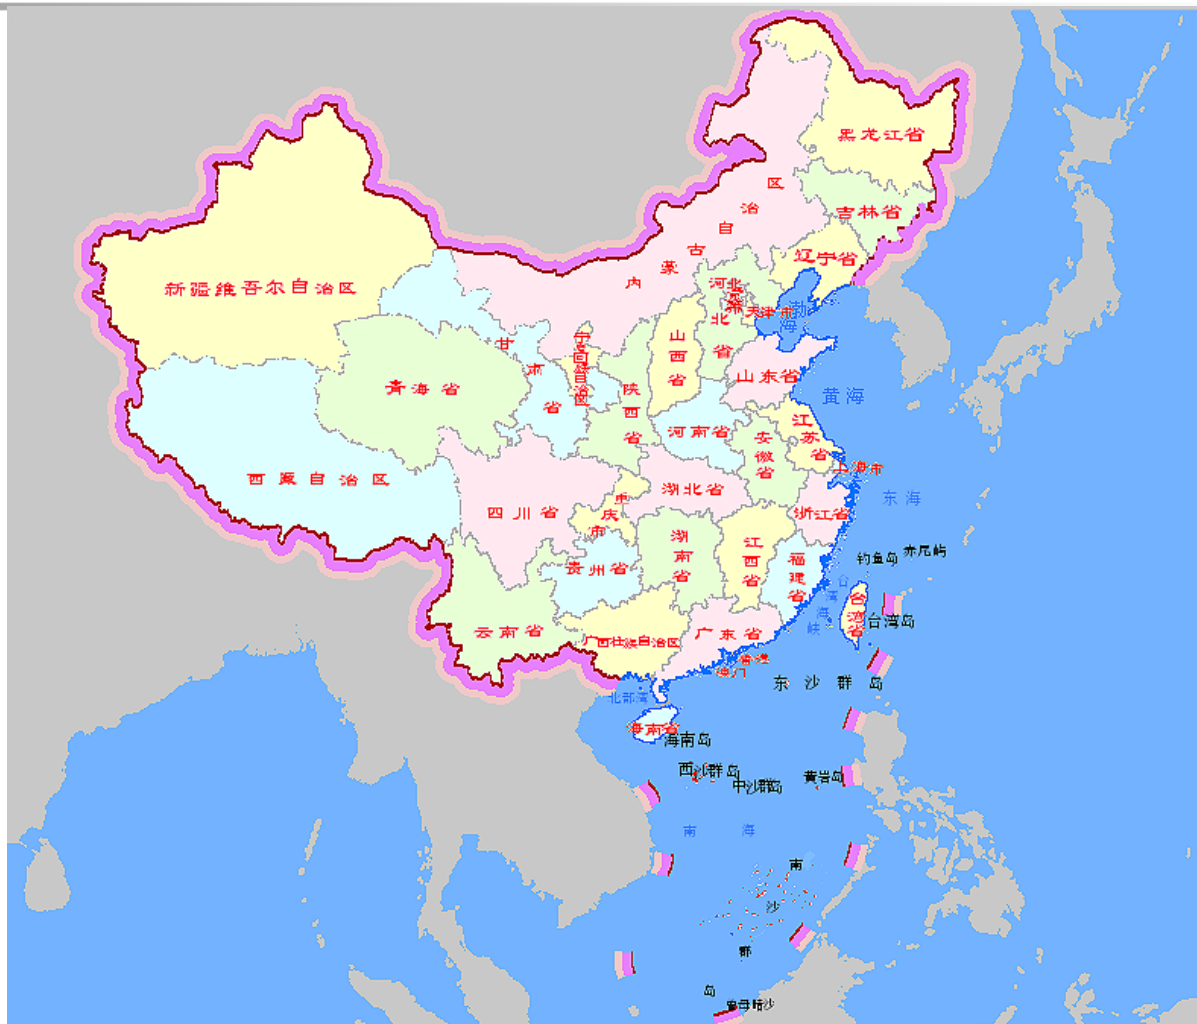 黑龙江省
吉林省
辽宁省
内蒙古自治区
新疆维吾尔自治区
河北省
北京市
天津市
渤海
山西省
宁夏回族自治区
甘肃省
青海省
陕西省
山东省
黄海
河南省
江苏省
安徽省
上海市
西藏自治区
四川省
重庆市
湖北省
浙江省
东海
湖南省
江西省
福建省
贵州省
钓鱼岛
赤尾屿
台湾海峡
台湾省
台湾岛
云南省
广西壮族自治区
广东省
香港
澳门
东沙群岛
北部湾
海南省
海南岛
西沙群岛
中沙群岛
黄岩岛
南海
南沙群岛
曾母暗沙